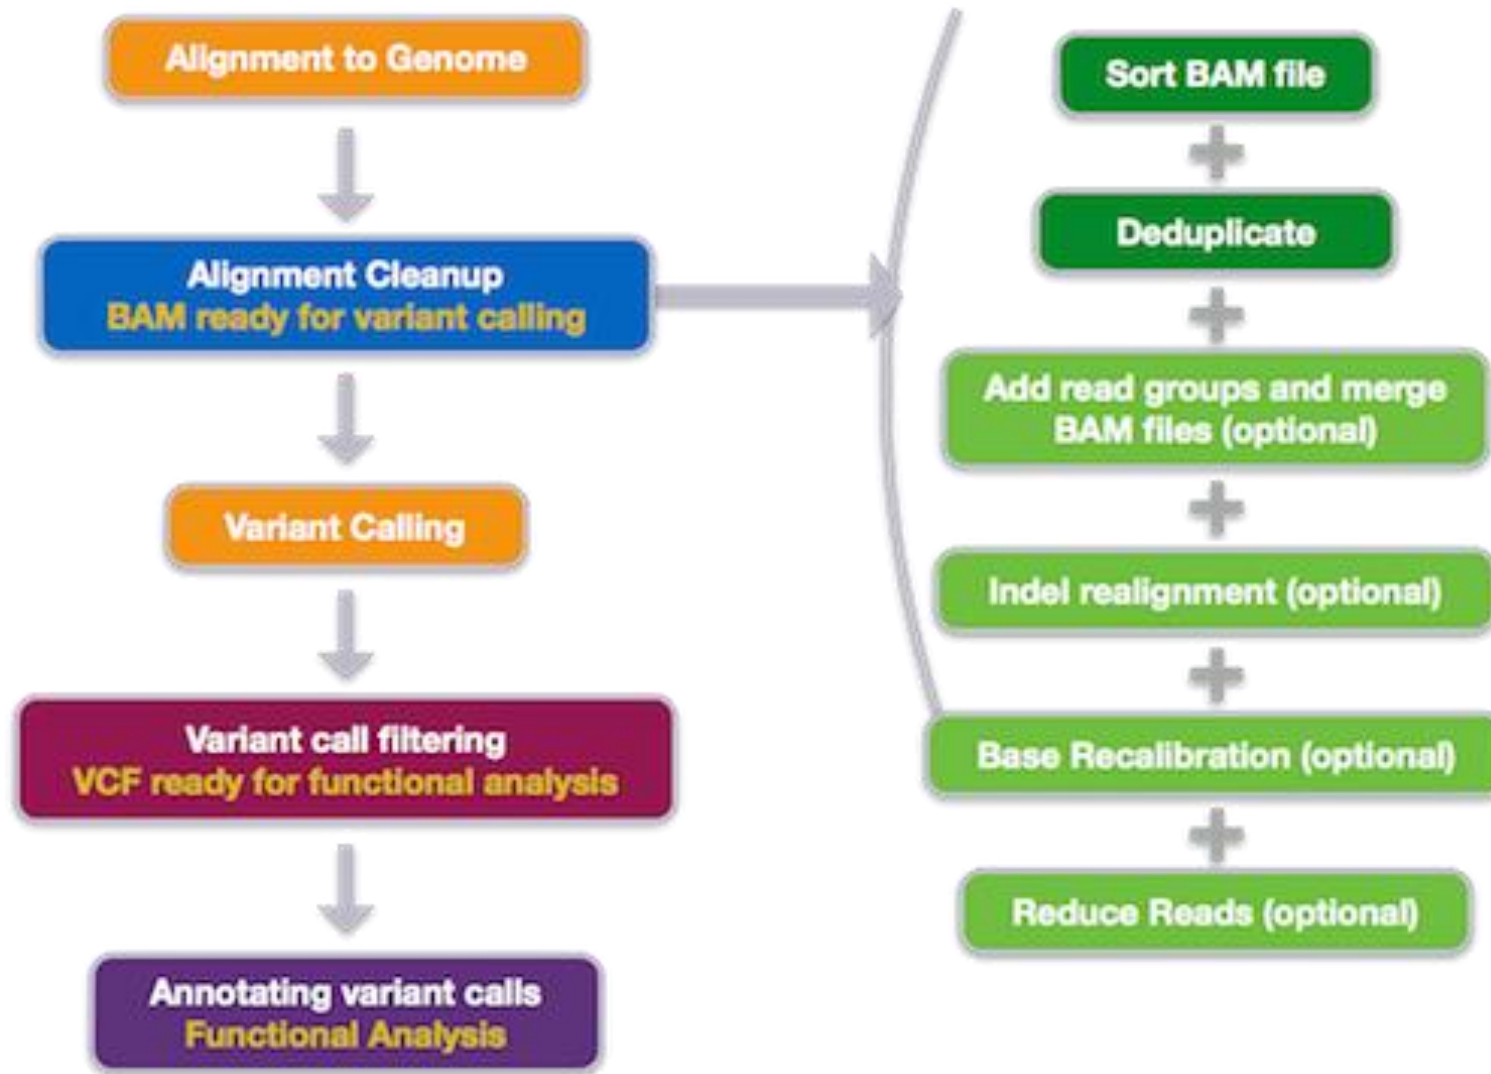 Alignment to Genome
Alignment Cleanup
BAM ready for variant calling
Variant Calling
Variant call filtering
VCF ready for functional analysis
Annotating variant calls
Functional Analysis
Sort BAM file
Deduplicate
Add read groups and merge
BAM files (optional)
Indel realignment (optional)
Base Recalibration (optional)
Reduce Reads (optional)